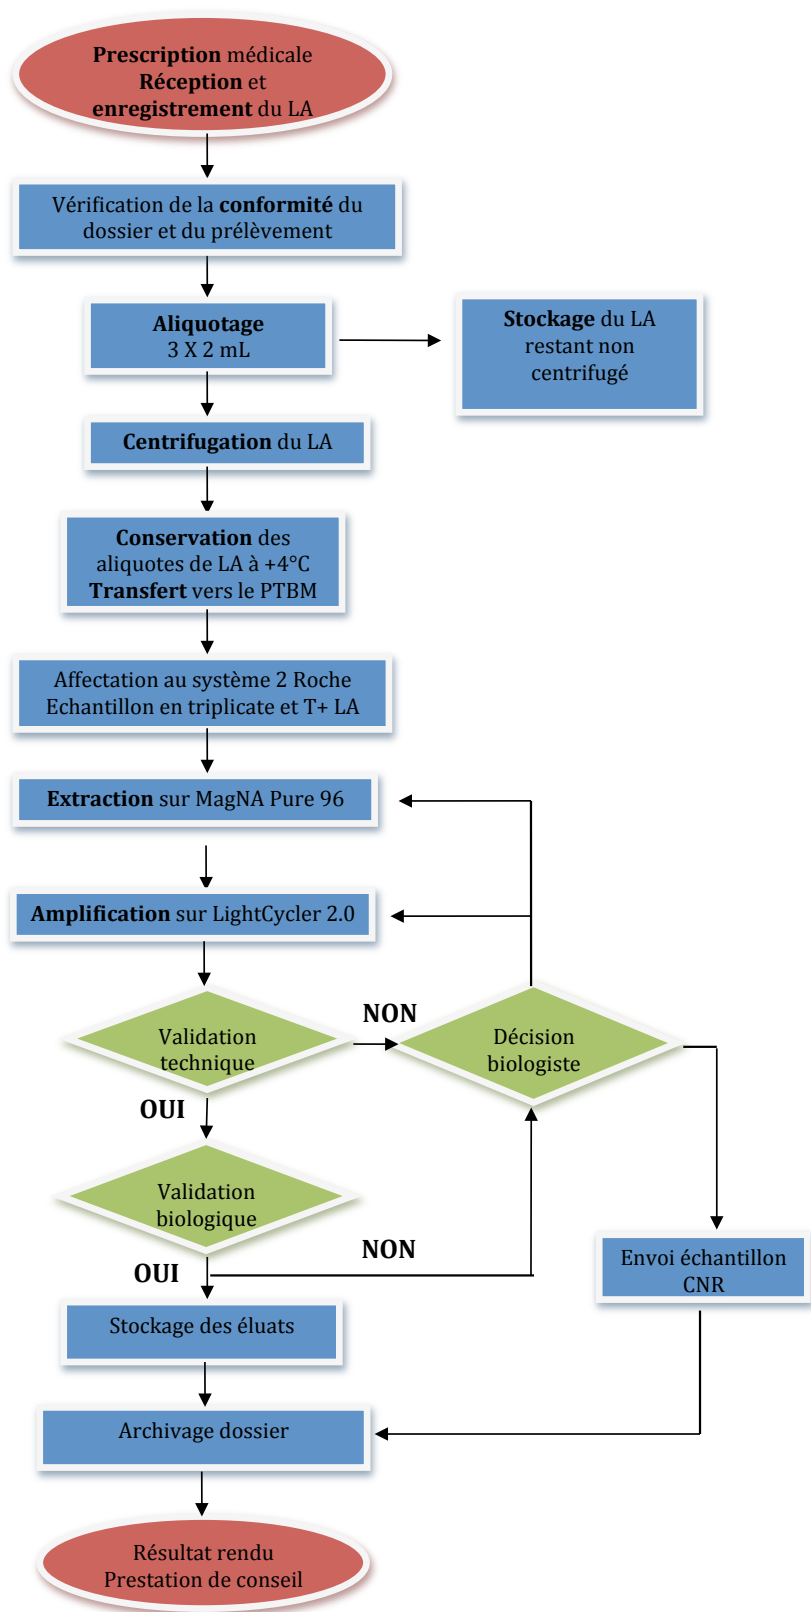 Prescription médicale
Réception et
enregistrement du LA
Vérification de la conformité du
dossier et du prélèvement
Aliquotage
3 X 2 mL
Stockage du LA
restant non
centrifugé
Centrifugation du LA
Conservation des
aliquotes de LA à +4°C
Transfert vers le PTBM
Affectation au système 2 Roche
Echantillon en triplicate et T+ LA
Extraction sur MagNA Pure 96
Amplification sur LightCycler 2.0
Validation
technique
NON
Décision
biologiste
OUI
Validation
biologique
NON
OUI
Envoi échantillon
CNR
Stockage des éluats
Archivage dossier
Résultat rendu
Prestation de conseil